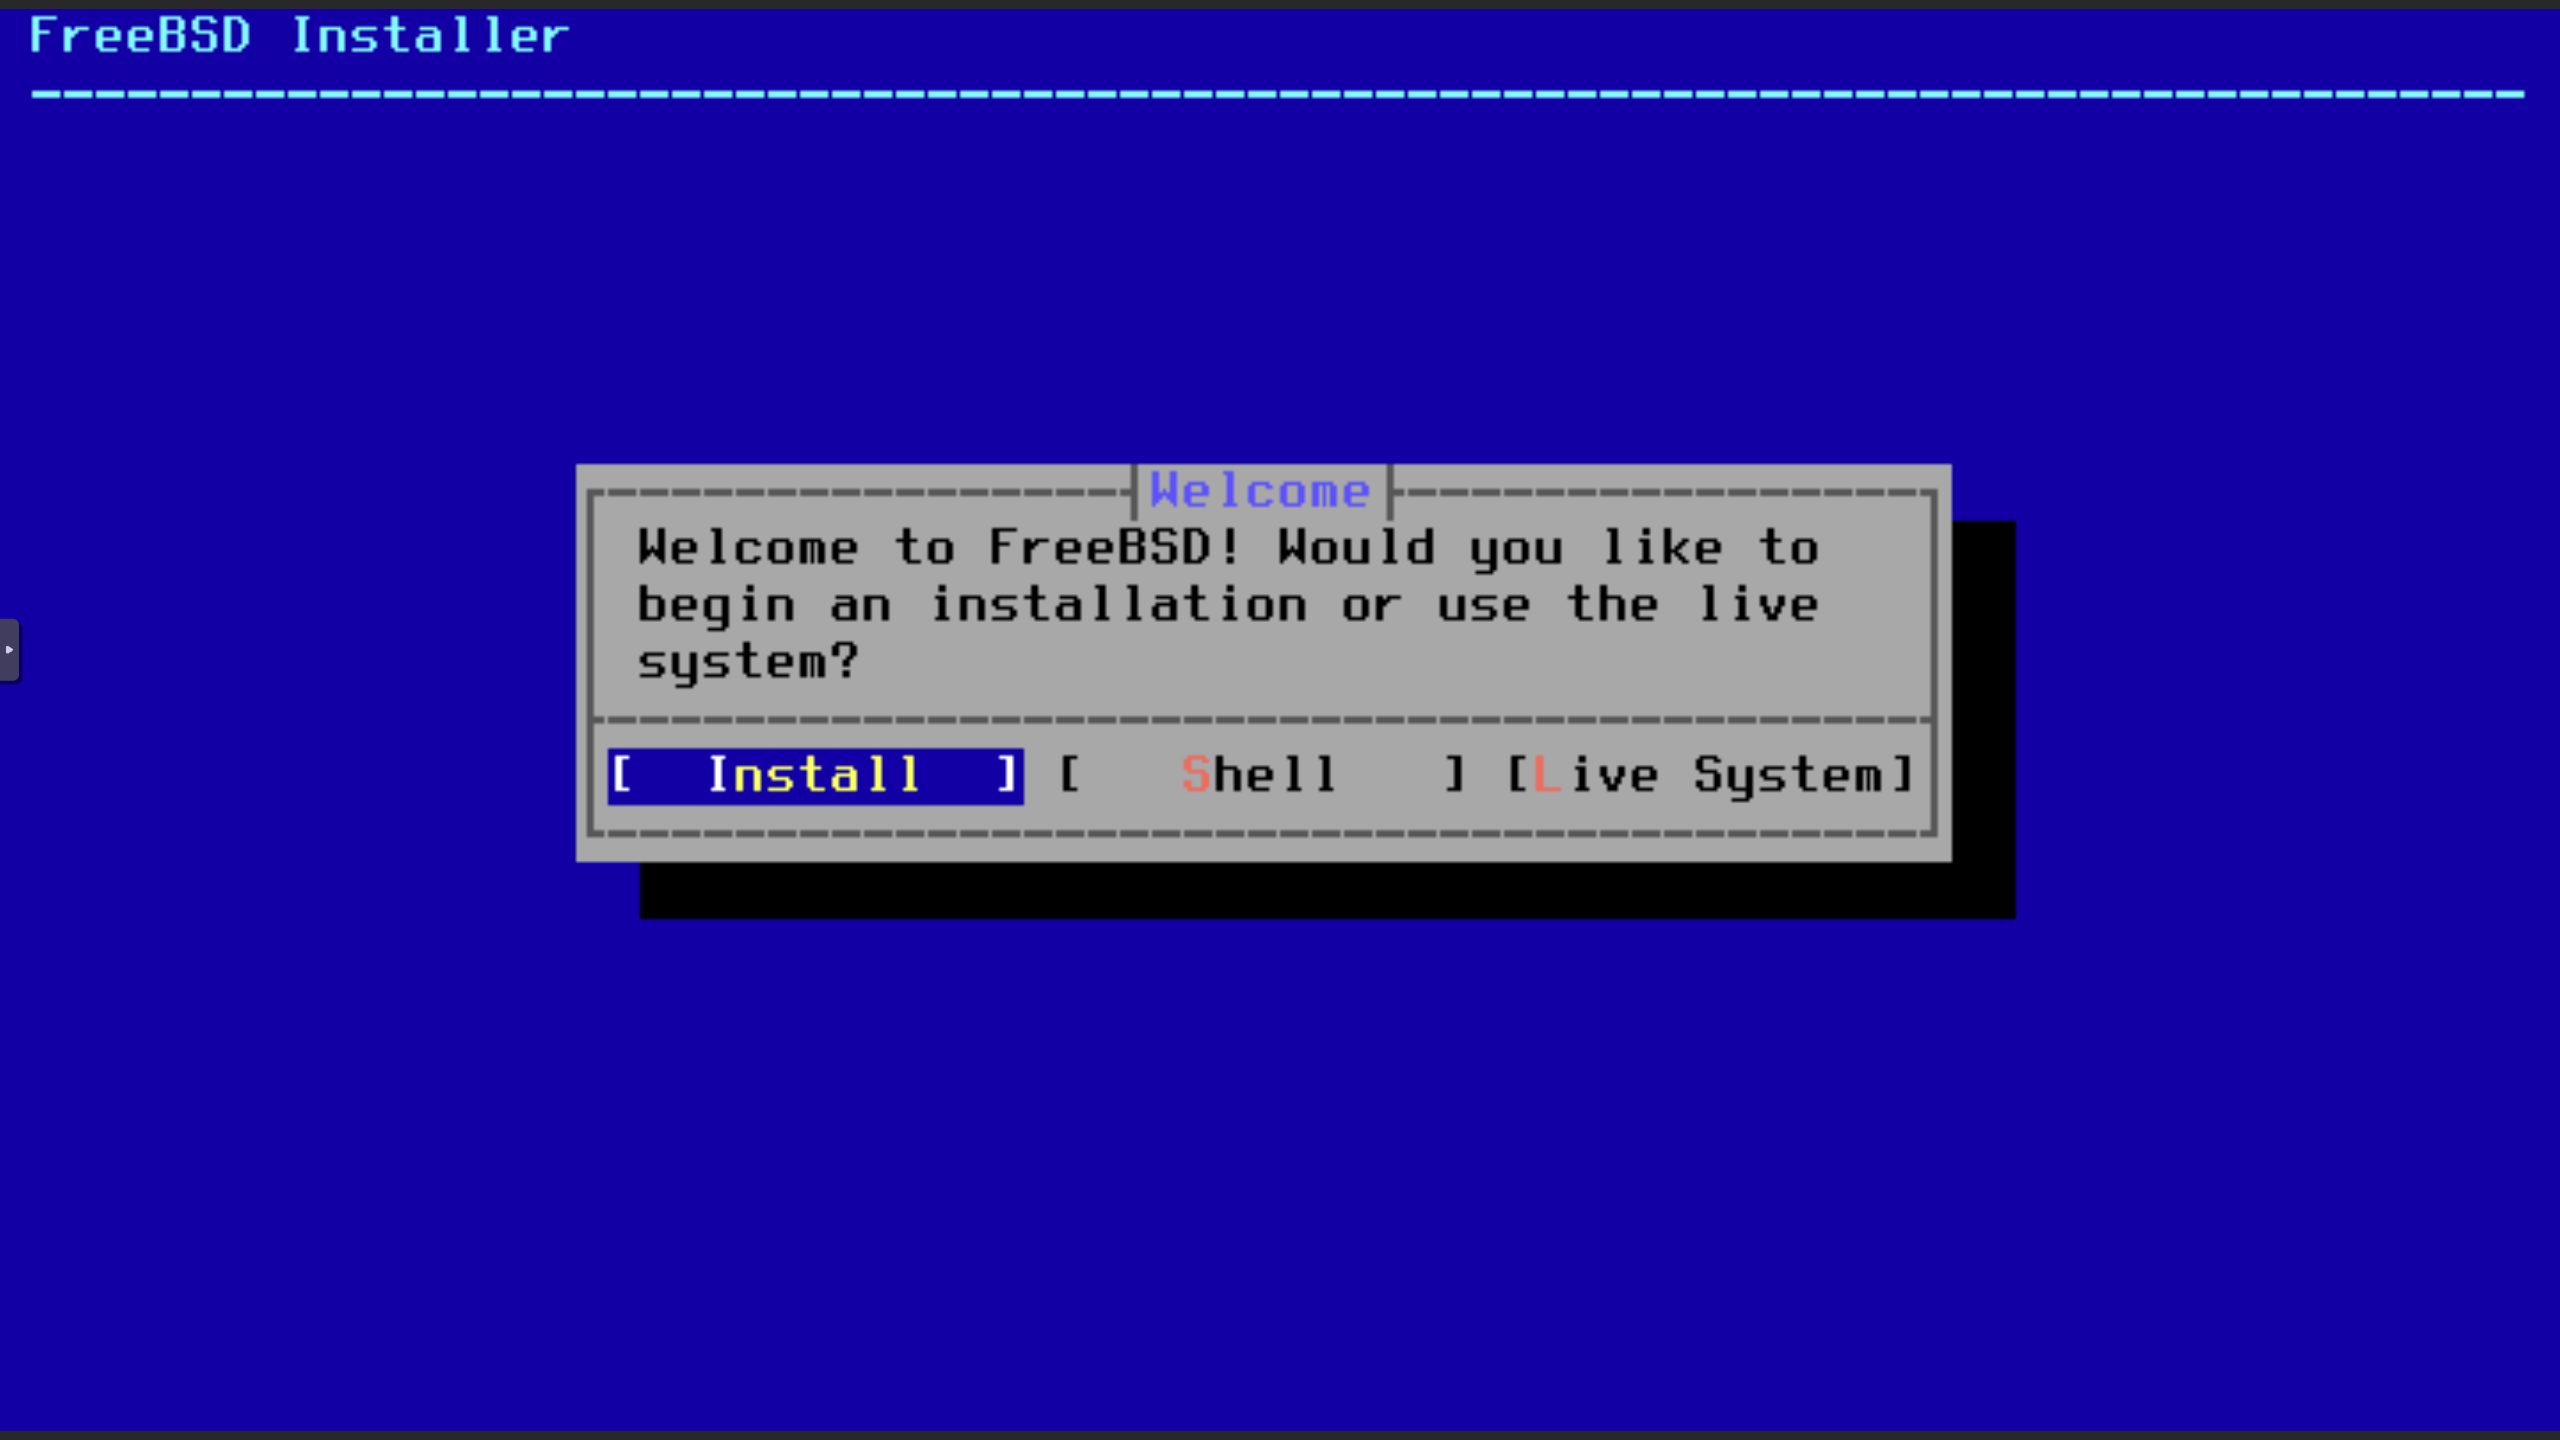 FreeBSD Installer
Welcome
Welcome to FreeBSD! Would you like to
begin an installation or use the live
system?
[  Install  ] [   Shell   ] [Live System]